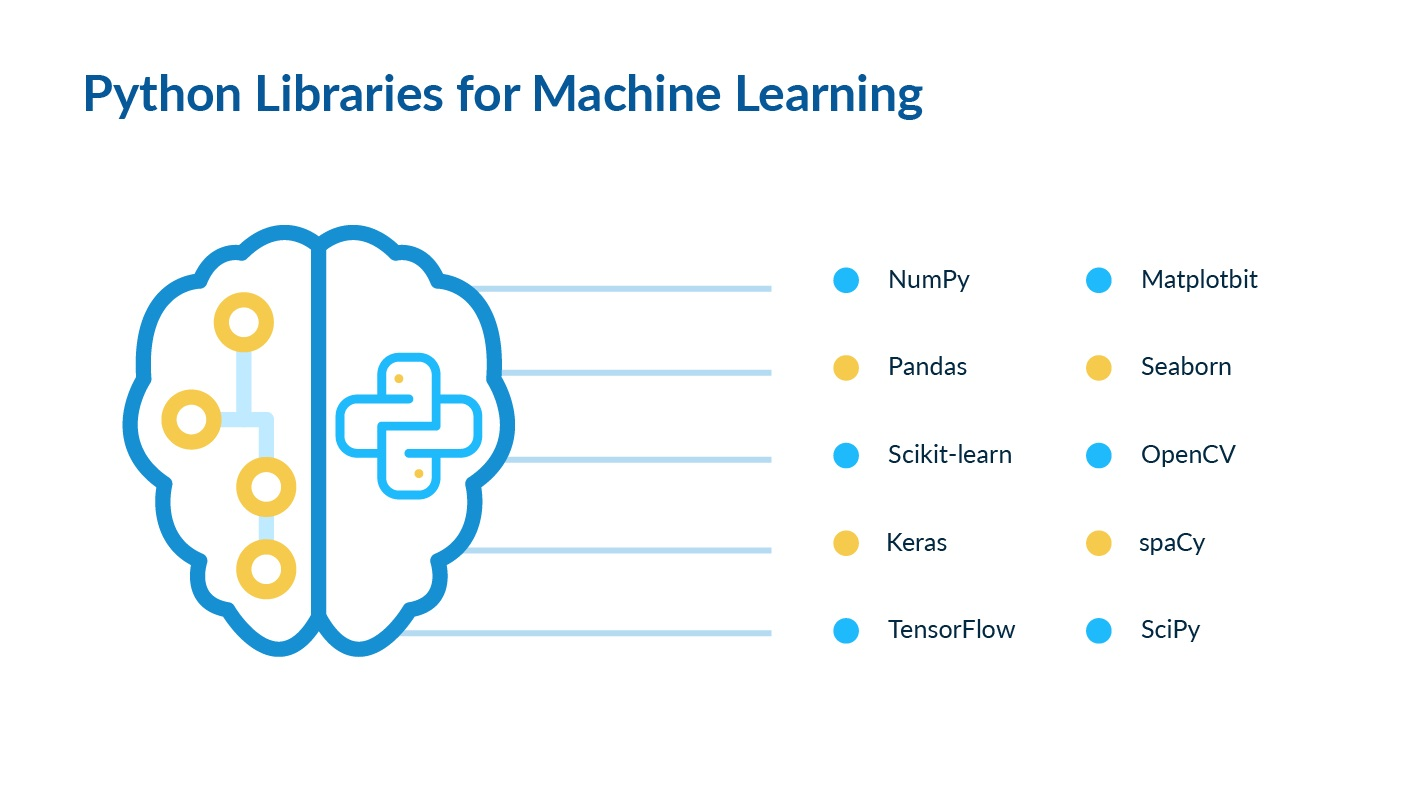 Python Libraries for Machine Learning
NumPy
Pandas
Scikit-learn
Keras
TensorFlow
Matplotbit
Seaborn
OpenCV
spaCy
SciPy